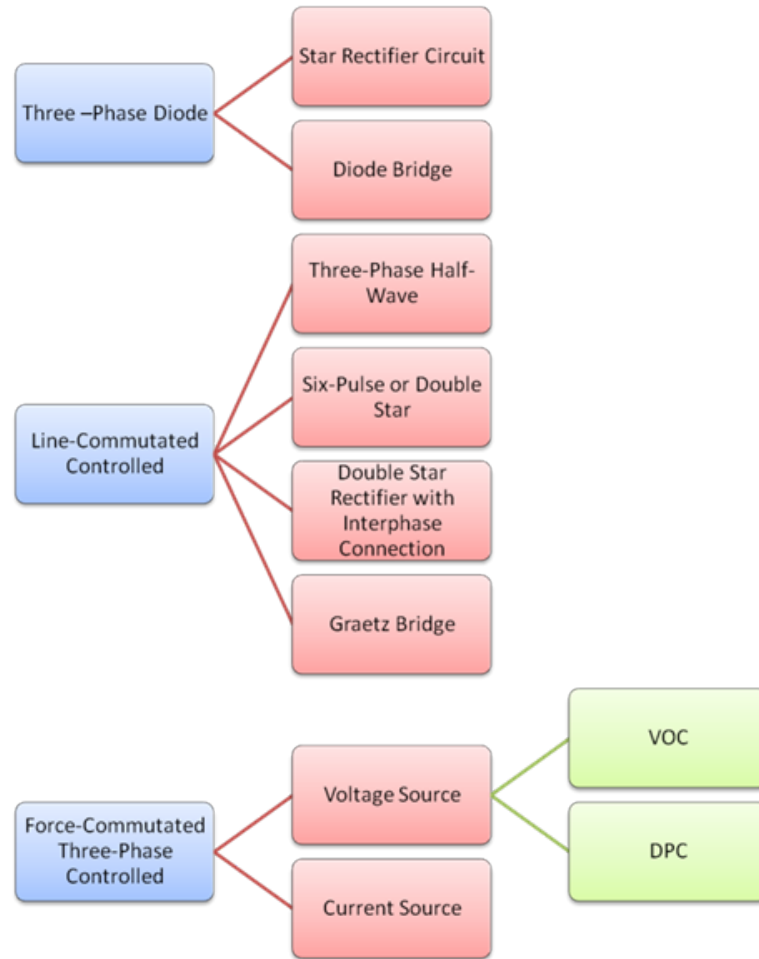 Star Rectifier Circuit
Three –Phase Diode
Diode Bridge
Three-Phase Half-
Wave
Six-Pulse or Double
Star
Line-Commutated
Controlled
Double Star
Rectifier with
Interphase
Connection
Graetz Bridge
VOC
Voltage Source
Force-Commutated
Three-Phase
Controlled
DPC
Current Source